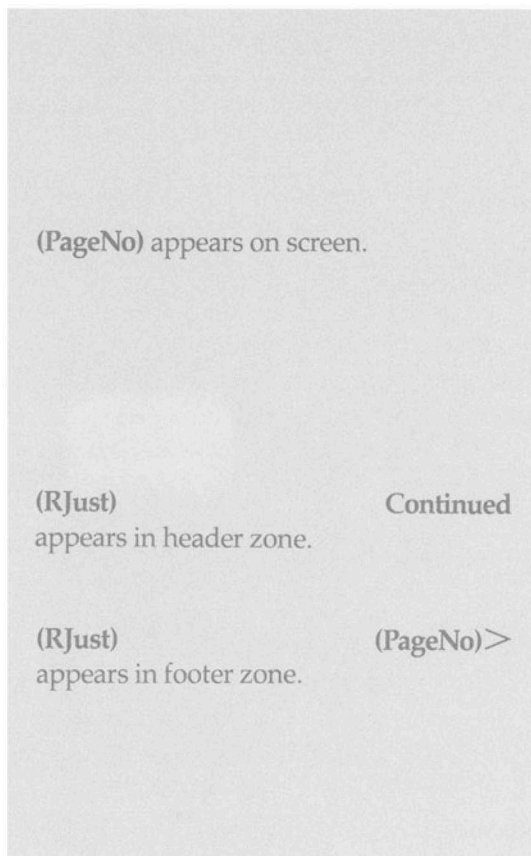 (PageNo) appears on screen.
(RJust) Continued
appears in header zone.
(RJust) (PageNo)>
appears in footer zone.